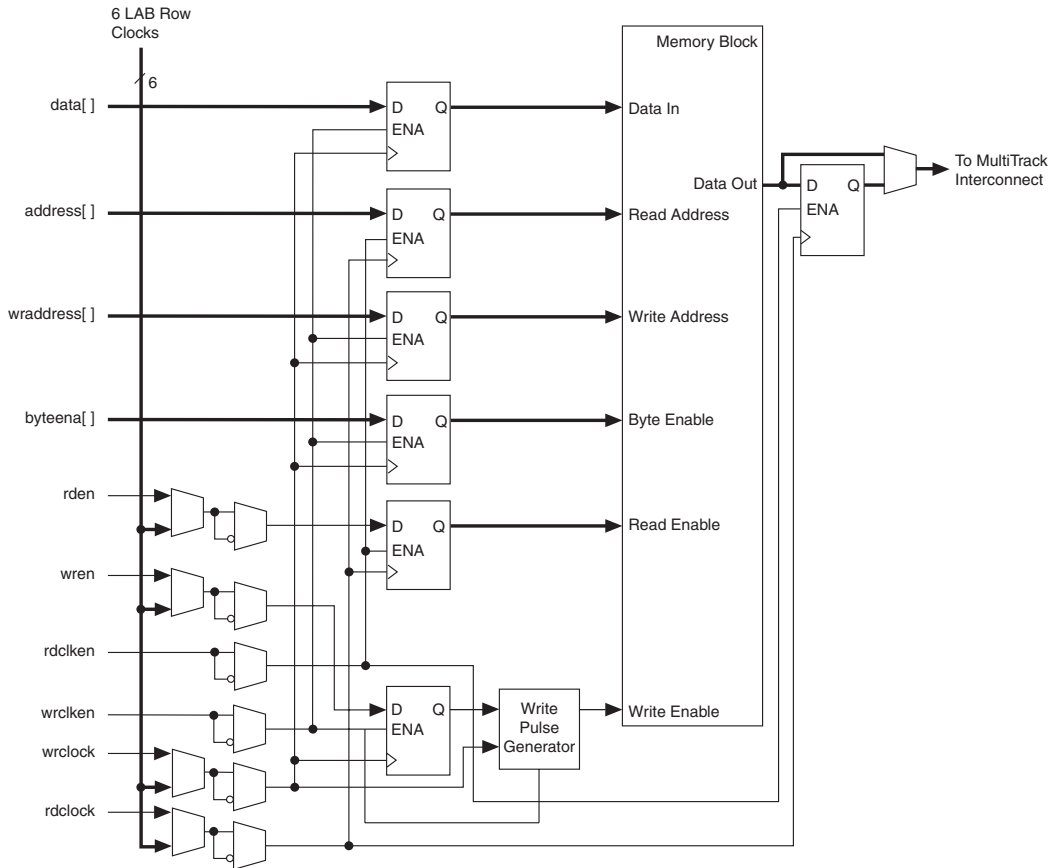 6 LAB Row
Clocks
6
data[ ]
D Q
ENA
Memory Block
Data In
Data Out
D Q
ENA
To MultiTrack
Interconnect
address[ ]
D Q
ENA
Read Address
wraddress[ ]
D Q
ENA
Write Address
byteena[ ]
D Q
ENA
Byte Enable
rden
D Q
ENA
Read Enable
wren
rdclken
wrclken
D Q
ENA
Write
Pulse
Generator
Write Enable
wrclock
rdclock